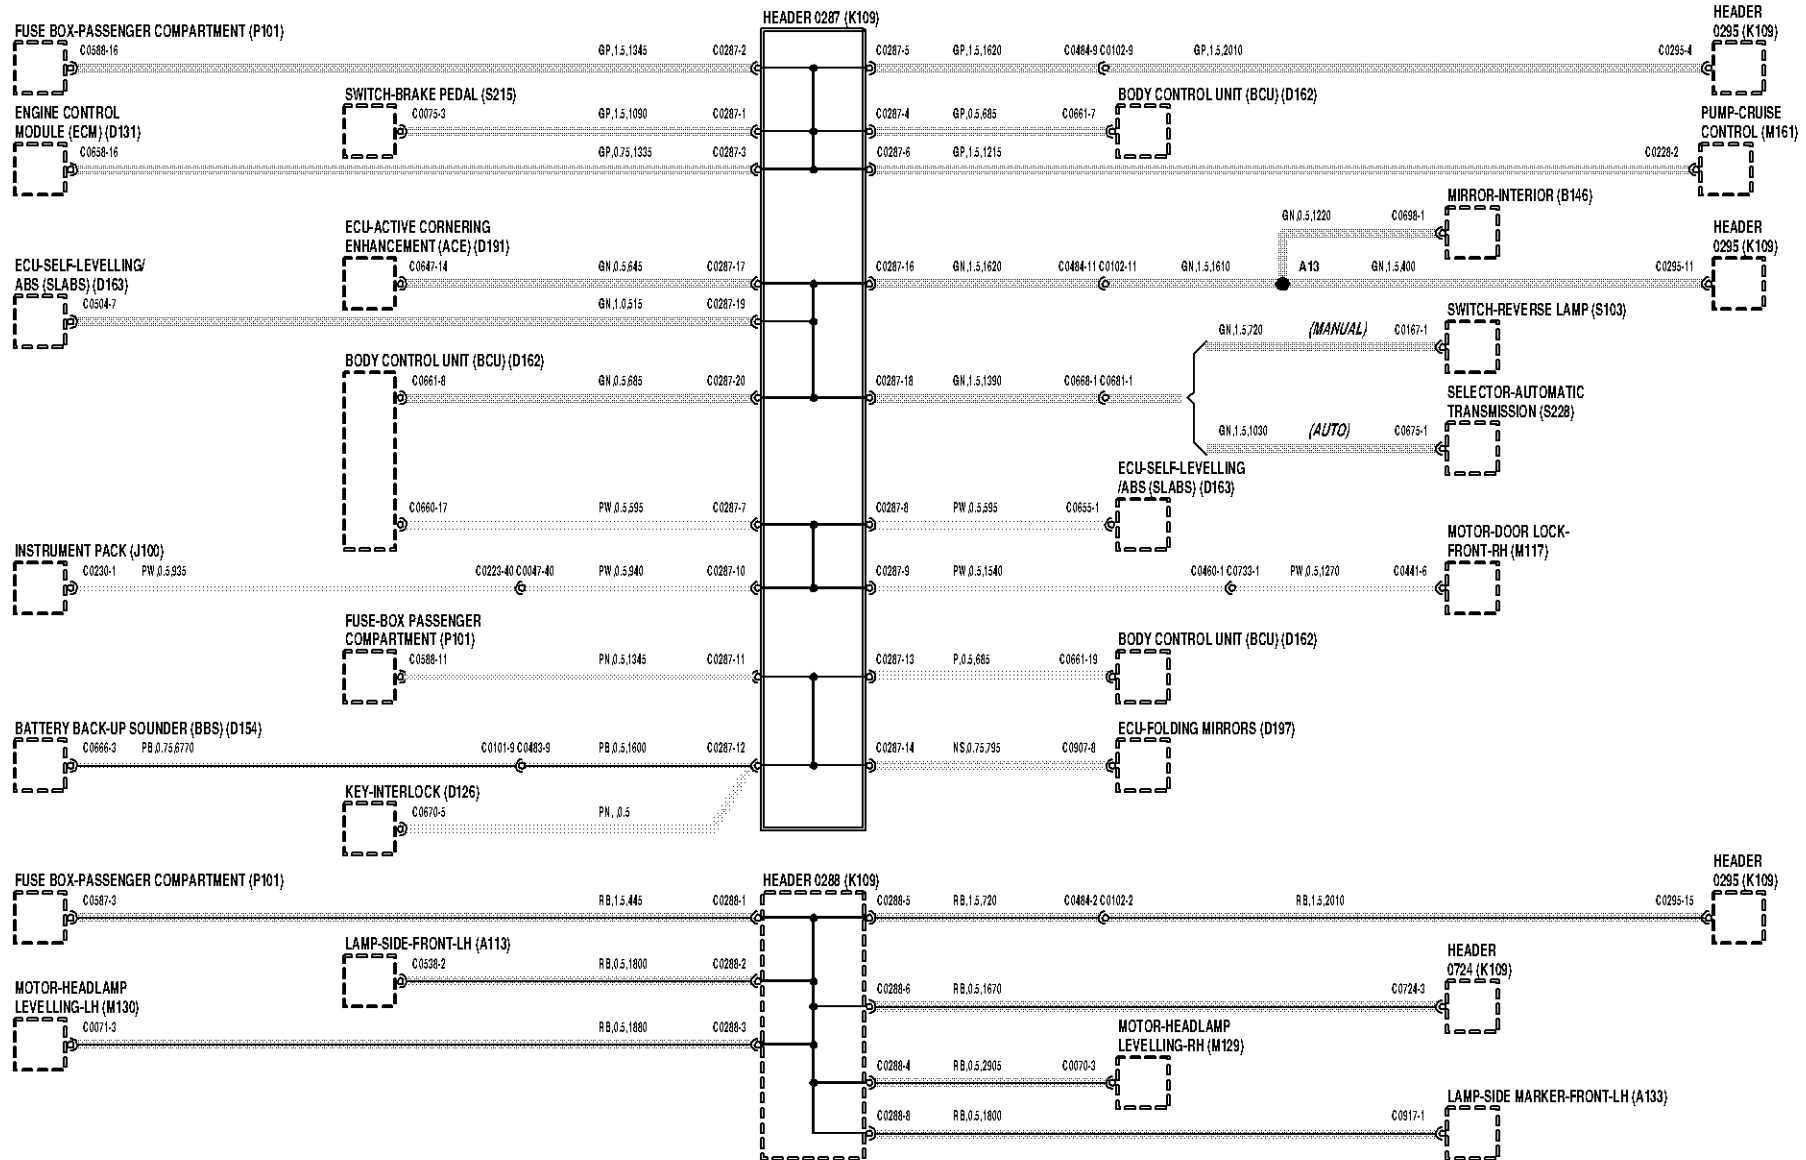 HEADER 0287 (K109)
HEADER
0295 (K109)
FUSE BOX-PASSENGER COMPARTMENT (P101)
C0588-16
GP,1.5,1345
C0287-2
C0287-5
GP,1.5,1620
C0484-9 C0102-9
GP,1.5,2010
C0295-4
SWITCH-BRAKE PEDAL (S215)
C0075-3
GP,1.5,1090
C0287-1
C0287-4
GP,0.5,685
C0661-7
BODY CONTROL UNIT (BCU) (D162)
ENGINE CONTROL
MODULE (ECM) (D131)
C0658-16
GP,0.75,1335
C0287-3
C0287-6
GP,1.5,1215
C0228-2
PUMP-CRUISE
CONTROL (M161)
MIRROR-INTERIOR (B146)
GN,0.5,1220
C0698-1
ECU-ACTIVE CORNERING
ENHANCEMENT (ACE) (D191)
C0647-14
GN,0.5,645
C0287-17
C0287-16
GN,1.5,1620
C0484-11 C0102-11
GN,1.5,1610
A13
GN,1.5,400
C0295-11
HEADER
0295 (K109)
ECU-SELF-LEVELLING/
ABS (SLABS) (D163)
C0504-7
GN,1.0,515
C0287-19
SWITCH-REVERSE LAMP (S103)
GN,1.5,720
(MANUAL)
C0167-1
BODY CONTROL UNIT (BCU) (D162)
C0661-8
GN,0.5,685
C0287-20
C0287-18
GN,1.5,1390
C0668-1 C0681-1
SELECTOR-AUTOMATIC
TRANSMISSION (S228)
GN,1.5,1030
(AUTO)
C0675-1
ECU-SELF-LEVELLING
/ABS (SLABS) (D163)
C0660-17
PW,0.5,595
C0287-7
C0287-8
PW,0.5,595
C0655-1
INSTRUMENT PACK (J100)
C0230-1
PW,0.5,935
C0223-40 C0047-40
PW,0.5,940
C0287-10
C0287-9
PW,0.5,1540
C0460-1 C0733-1
PW,0.5,1270
C0441-6
MOTOR-DOOR LOCK-
FRONT-RH (M117)
FUSE-BOX PASSENGER
COMPARTMENT (P101)
C0588-11
PN,0.5,1345
C0287-11
C0287-13
P,0.5,685
C0661-19
BODY CONTROL UNIT (BCU) (D162)
BATTERY BACK-UP SOUNDER (BBS) (D154)
C0666-3
PB,0.75,6770
C0101-9 C0483-9
PB,0.5,1600
C0287-12
C0287-14
NS,0.75,795
C0907-8
ECU-FOLDING MIRRORS (D197)
KEY-INTERLOCK (D126)
C0670-5
PN, ,0.5
FUSE BOX-PASSENGER COMPARTMENT (P101)
HEADER 0288 (K109)
HEADER
0295 (K109)
C0587-3
RB,1.5,445
C0288-1
C0288-5
RB,1.5,720
C0484-2 C0102-2
RB,1.5,2010
C0295-15
LAMP-SIDE-FRONT-LH (A113)
C0538-2
RB,0.5,1800
C0288-2
C0288-6
RB,0.5,1670
C0724-3
HEADER
0724 (K109)
MOTOR-HEADLAMP
LEVELLING-LH (M130)
C0071-3
RB,0.5,1880
C0288-3
MOTOR-HEADLAMP
LEVELLING-RH (M129)
C0288-4
RB,0.5,2905
C0070-3
C0288-8
RB,0.5,1800
C0917-1
LAMP-SIDE MARKER-FRONT-LH (A133)